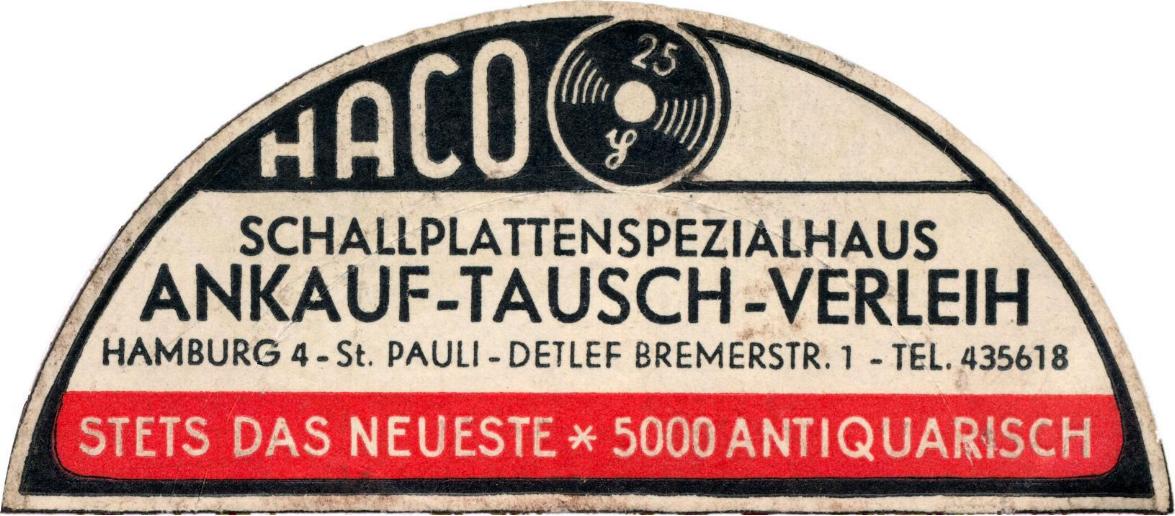 HACO
25
SCHALLPLATTENSPEZIALHAUS
ANKAUF-TAUSCH-VERLEIH
HAMBURG 4 - St. PAULI - DETLEF BREMERSTR. 1 - TEL. 435618
STETS DAS NEUESTE * 5000 ANTIQUARISCH